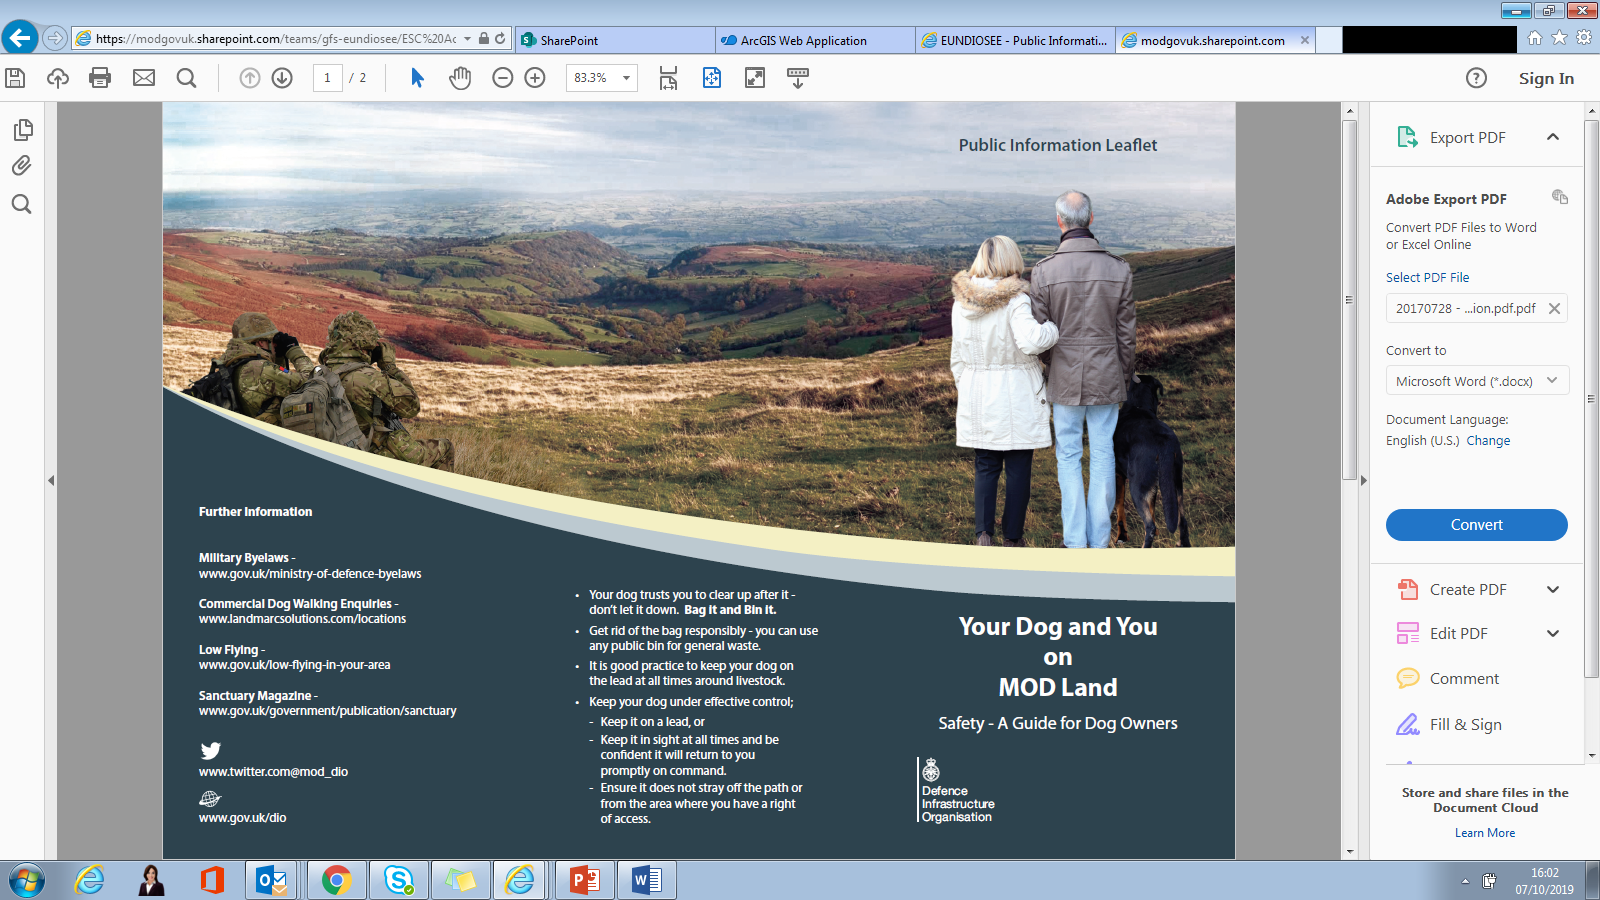 https://modgovuk.sharepoint.com/teams/gfs-eundiosee/ESC%20Ac
SharePoint
ArcGIS Web Application
EUNDIOSEE - Public Informati...
modgovuk.sharepoint.com
1 / 2
83.3%
Sign In
Public Information Leaflet
Further Information
Military Byelaws -
www.gov.uk/ministry-of-defence-byelaws
Commercial Dog Walking Enquiries -
www.landmarcsolutions.com/locations
Low Flying -
www.gov.uk/low-flying-in-your-area
Sanctuary Magazine -
www.gov.uk/government/publication/sanctuary
www.twitter.com@mod_dio
www.gov.uk/dio
• Your dog trusts you to clear up after it -
don't let it down. Bag it and Bin it.
• Get rid of the bag responsibly - you can use
any public bin for general waste.
• It is good practice to keep your dog on
the lead at all times around livestock.
• Keep your dog under effective control;
- Keep it on a lead, or
- Keep it in sight at all times and be
confident it will return to you
promptly on command.
- Ensure it does not stray off the path or
from the area where you have a right
of access.
Your Dog and You
on
MOD Land
Safety - A Guide for Dog Owners
Defence
Infrastructure
Organisation
Export PDF
Adobe Export PDF
Convert PDF Files to Word
or Excel Online
Select PDF File
20170728 - ...ion.pdf.pdf
Convert to
Microsoft Word (*.docx)
Document Language:
English (U.S.) Change
Convert
Create PDF
Edit PDF
Comment
Fill & Sign
Store and share files in the
Document Cloud
Learn More
16:02
07/10/2019